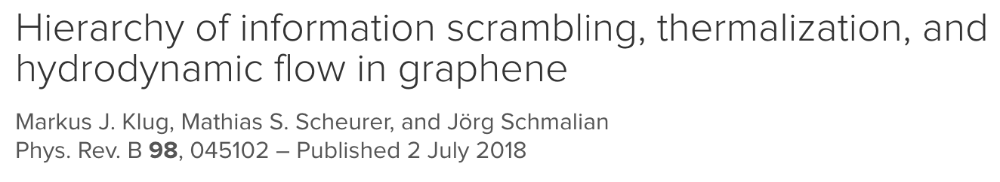 Hierarchy of information scrambling, thermalization, and
hydrodynamic flow in graphene
Markus J. Klug, Mathias S. Scheurer, and Jörg Schmalian
Phys. Rev. B 98, 045102 – Published 2 July 2018